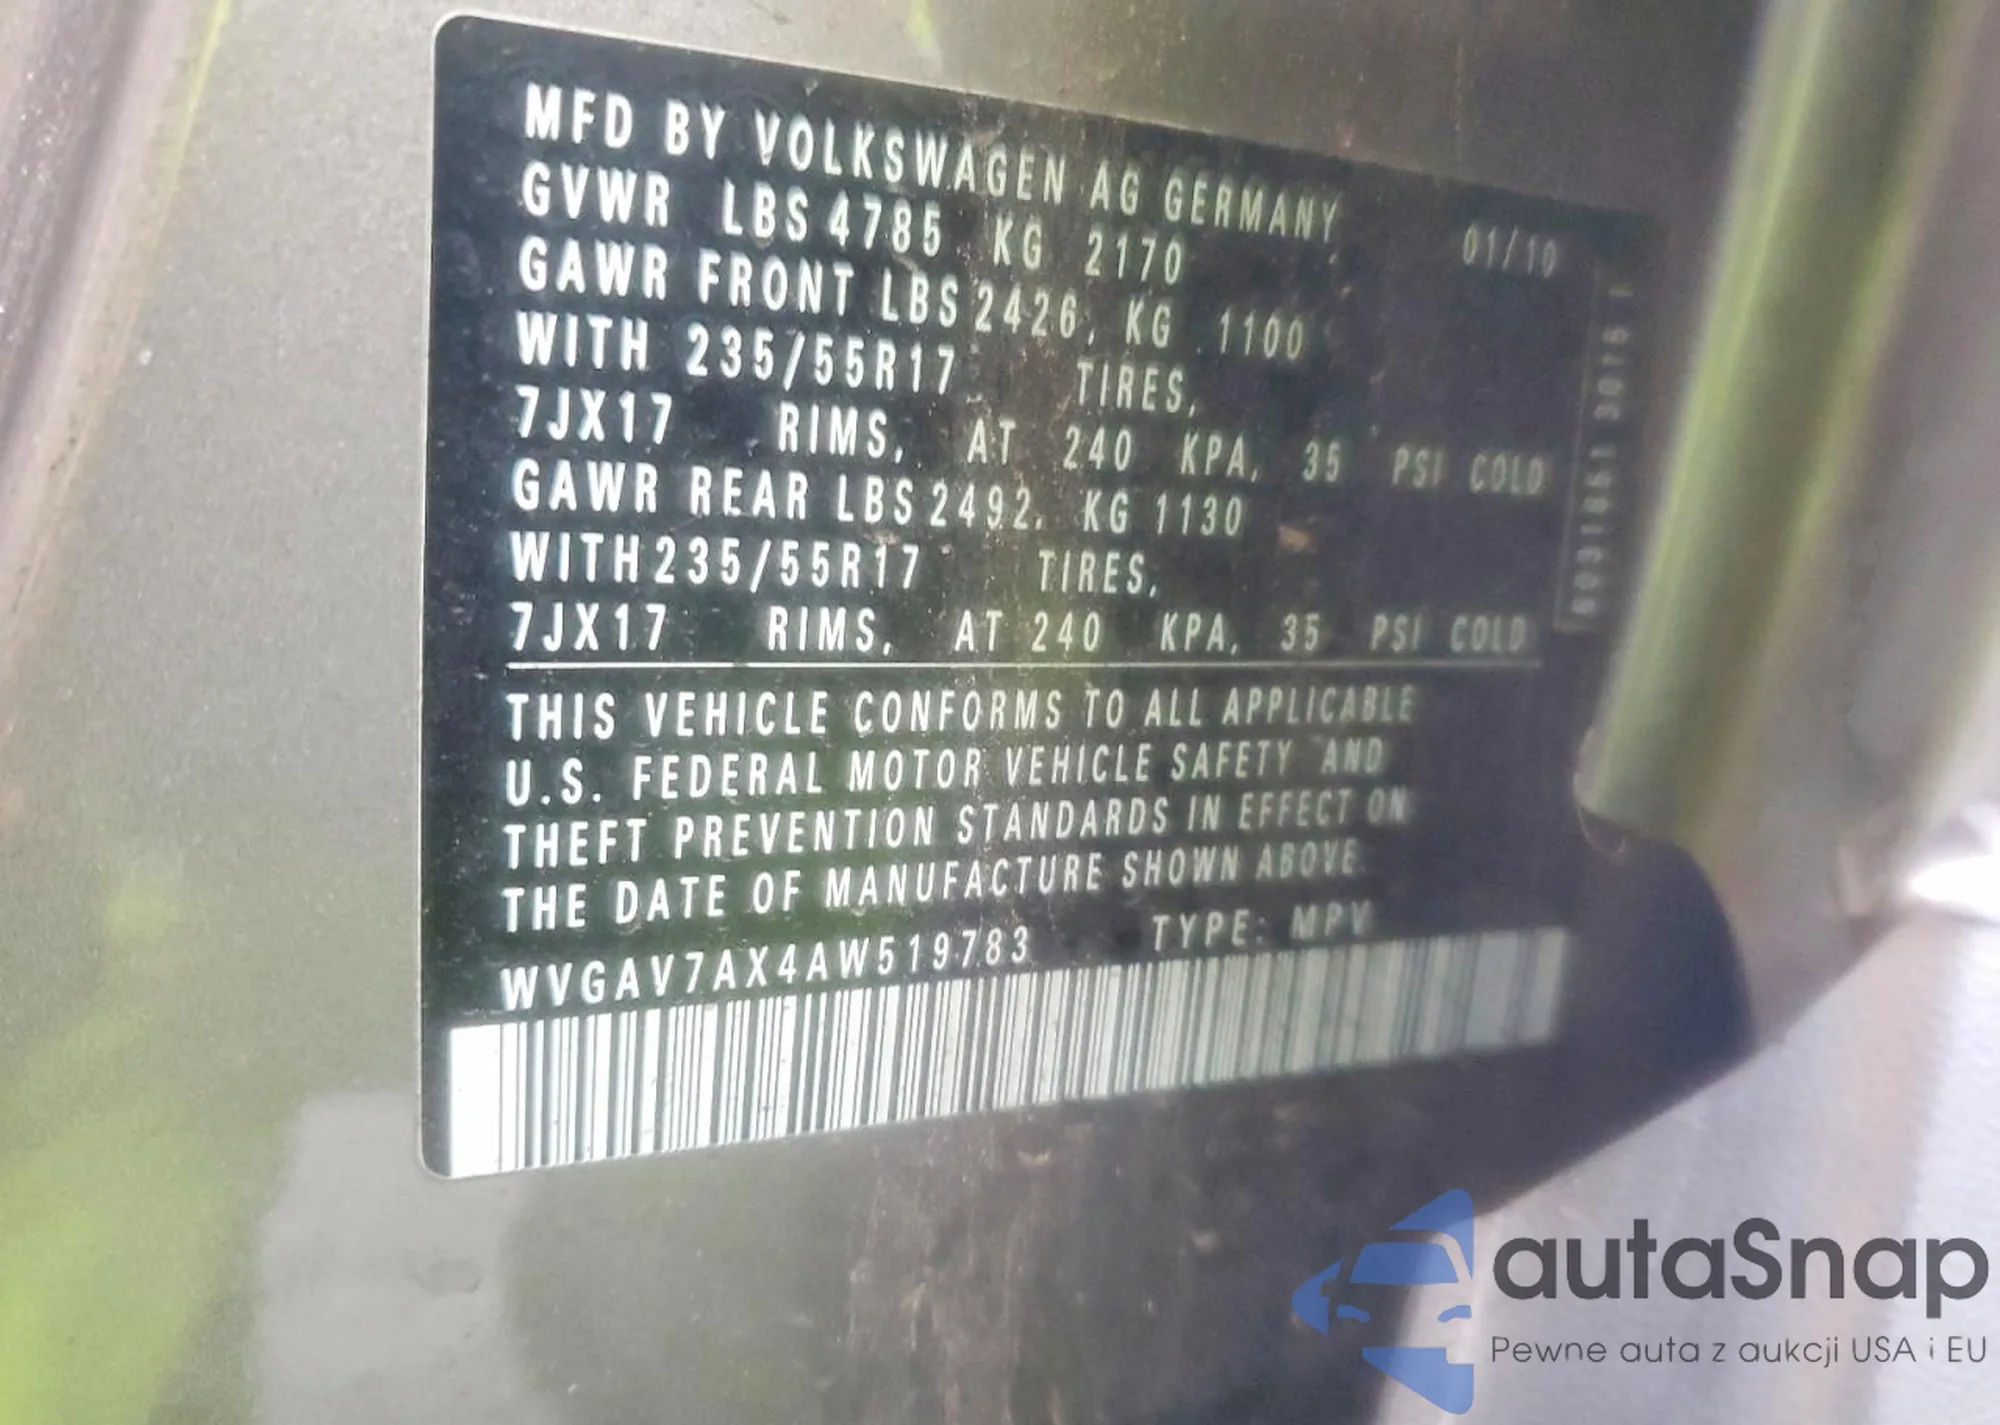 MFD BY VOLKSWAGEN AG GERMANY 01/10
GVWR LBS 4785 KG 2170
GAWR FRONT LBS 2426, KG 1100
WITH 235/55R17 TIRES,
7JX17 RIMS, AT 240 KPA, 35 PSI COLD
GAWR REAR LBS 2492, KG 1130
WITH 235/55R17 TIRES,
7JX17 RIMS, AT 240 KPA, 35 PSI COLD
THIS VEHICLE CONFORMS TO ALL APPLICABLE
U.S. FEDERAL MOTOR VEHICLE SAFETY AND
THEFT PREVENTION STANDARDS IN EFFECT ON
THE DATE OF MANUFACTURE SHOWN ABOVE.
WVGAV7AX4AW519783 TYPE: MPV
autaSnap
Pewne auta z aukcji USA i EU